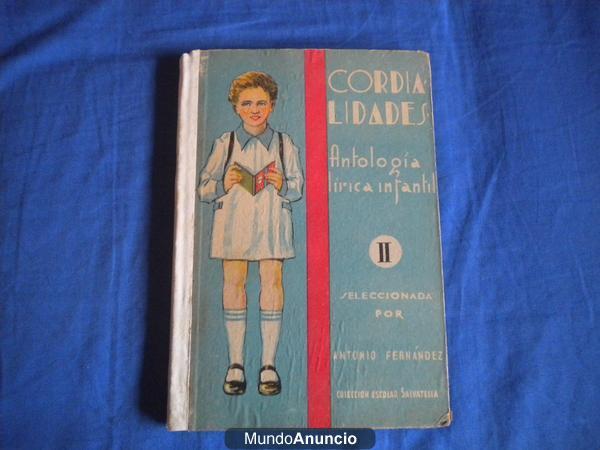 CORDIA
LIDADES
Antología
lírica infantil
II
SELECCIONADA
POR
ANTONIO FERNÁNDEZ
COLECCIÓN ESCOLAR SALVATELLA
MundoAnuncio